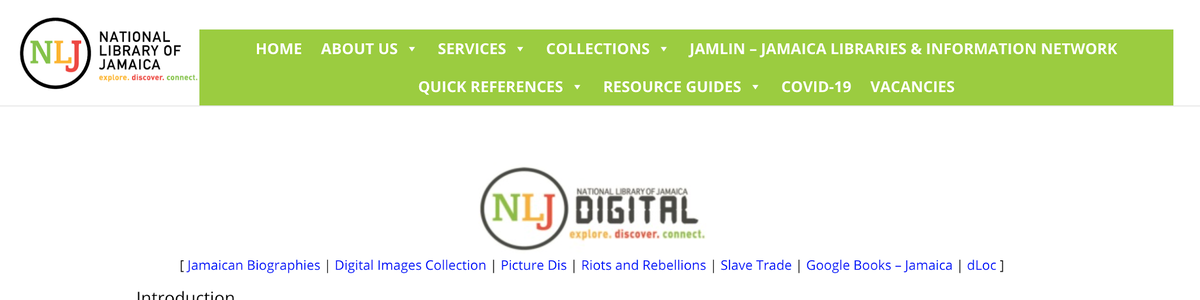 NLJ NATIONAL LIBRARY OF JAMAICA
explore. discover. connect.
HOME ABOUT US SERVICES COLLECTIONS JAMLIN – JAMAICA LIBRARIES & INFORMATION NETWORK
QUICK REFERENCES RESOURCE GUIDES COVID-19 VACANCIES
NLJ
NATIONAL LIBRARY OF JAMAICA
DIGITAL
explore. discover. connect.
[ Jamaican Biographies | Digital Images Collection | Picture Dis | Riots and Rebellions | Slave Trade | Google Books – Jamaica | dLoc ]
Introduction